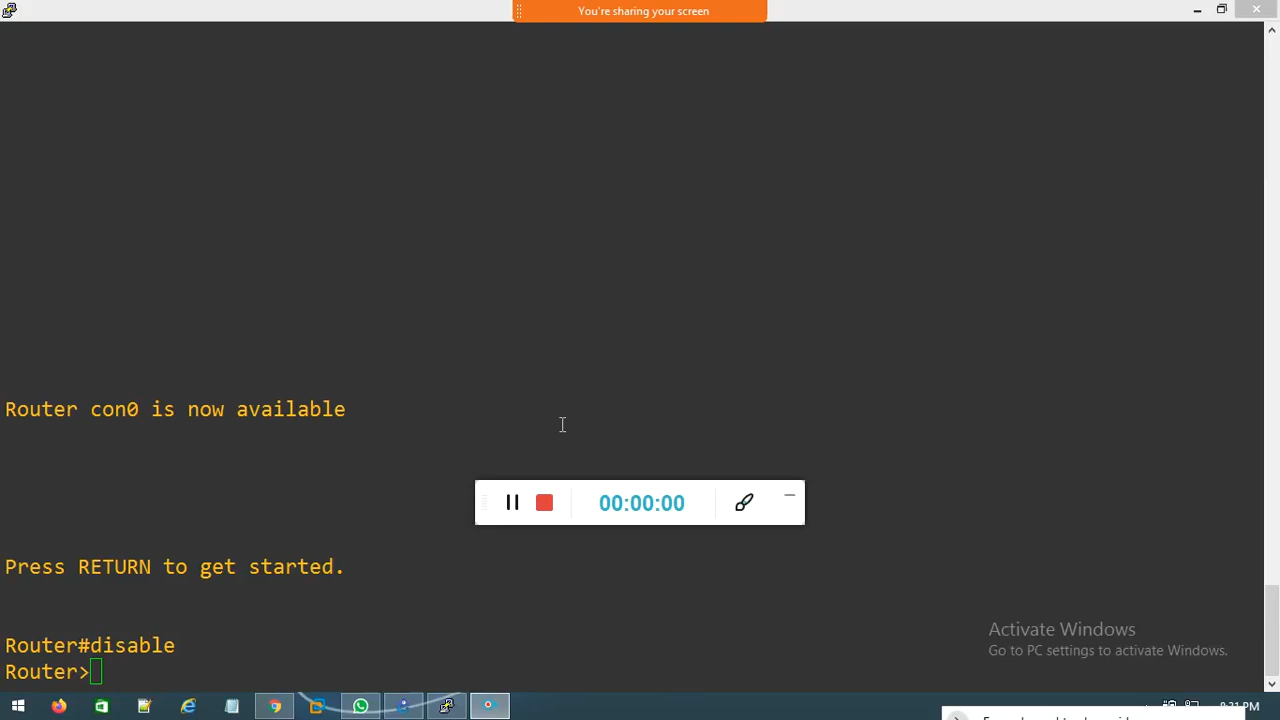 You're sharing your screen
Router con0 is now available
00:00:00
Press RETURN to get started.
Activate Windows
Go to PC settings to activate Windows.
Router#disable
Router>